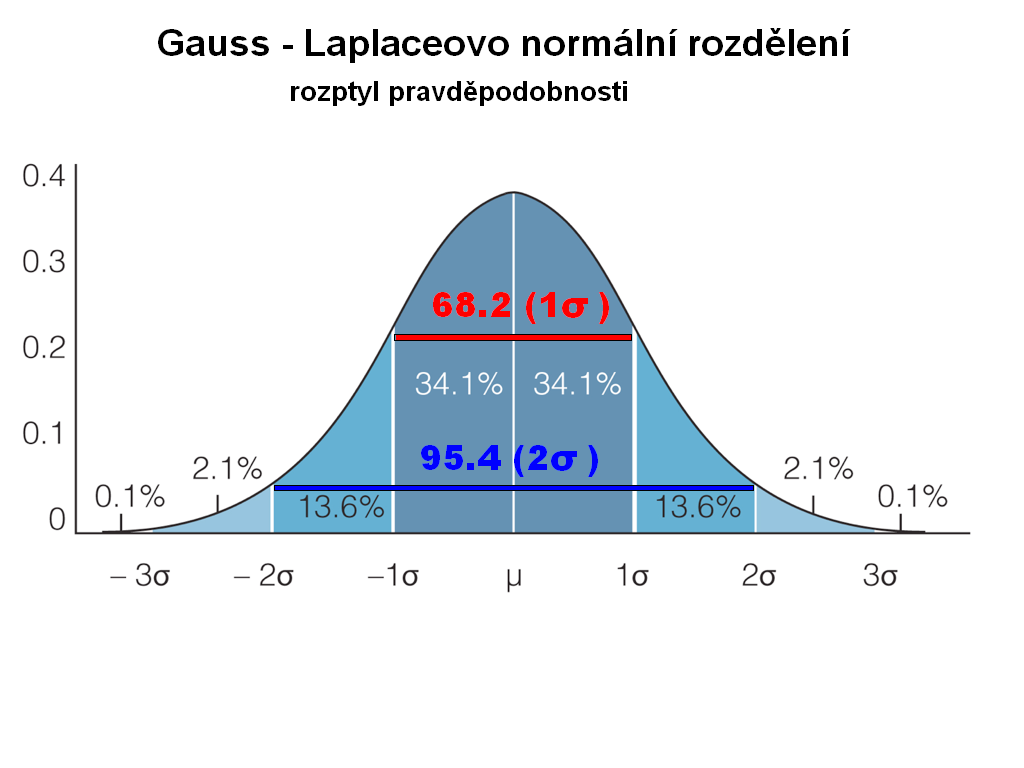 Gauss - Laplaceovo normální rozdělení
rozptyl pravděpodobnosti
0.4
0.3
68.2 (1σ )
0.2
34.1% 34.1%
0.1
95.4 (2σ )
2.1% 2.1%
0.1% 0.1%
13.6% 13.6%
0
– 3σ – 2σ –1σ μ 1σ 2σ 3σ